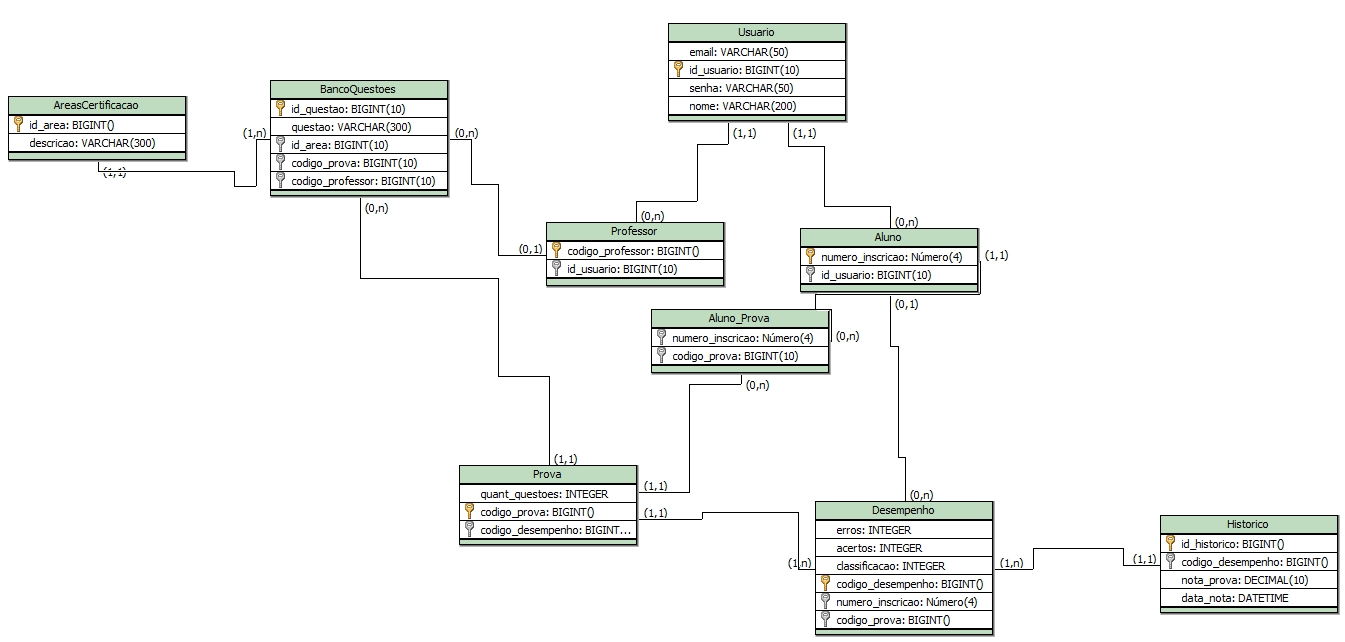 Usuario
email: VARCHAR(50)
id_usuario: BIGINT(10)
senha: VARCHAR(50)
nome: VARCHAR(200)
(1,1)
(1,1)
AreasCertificacao
id_area: BIGINT()
descricao: VARCHAR(300)
(1,1)
(1,n)
BancoQuestoes
id_questao: BIGINT(10)
questao: VARCHAR(300)
id_area: BIGINT(10)
codigo_prova: BIGINT(10)
codigo_professor: BIGINT(10)
(0,n)
(0,n)
(0,1)
(0,n)
Professor
codigo_professor: BIGINT()
id_usuario: BIGINT(10)
(0,n)
Aluno
numero_inscricao: Número(4)
id_usuario: BIGINT(10)
(1,1)
(0,1)
Aluno_Prova
numero_inscricao: Número(4)
codigo_prova: BIGINT(10)
(0,n)
(0,n)
(1,1)
Prova
quant_questoes: INTEGER
codigo_prova: BIGINT()
codigo_desempenho: BIGINT...
(1,1)
(1,1)
(1,n)
(0,n)
Desempenho
erros: INTEGER
acertos: INTEGER
classificacao: INTEGER
codigo_desempenho: BIGINT()
numero_inscricao: Número(4)
codigo_prova: BIGINT()
(1,n)
(1,1)
Historico
id_historico: BIGINT()
codigo_desempenho: BIGINT()
nota_prova: DECIMAL(10)
data_nota: DATETIME